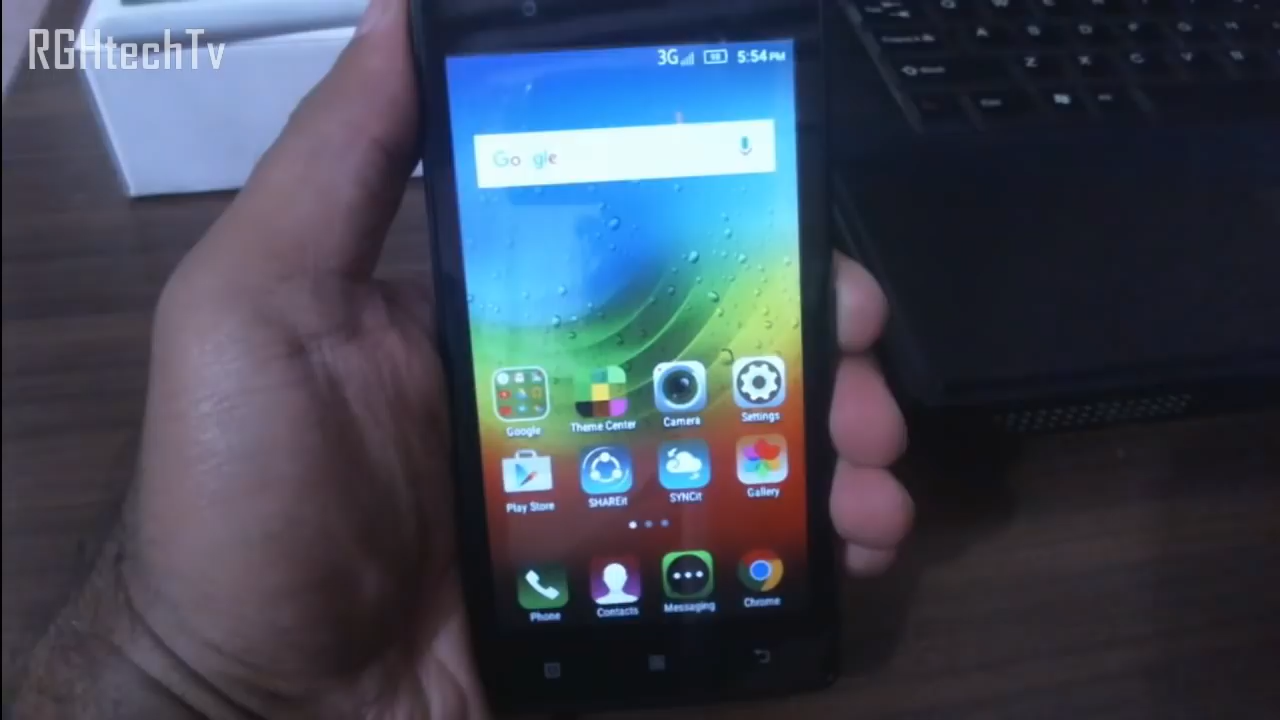 RGHtechTv
3G 98 5:54 PM
Google
Google Theme Center Camera Settings
Play Store SHAREit SYNCit Gallery
Phone Contacts Messaging Chrome
Z X C V B